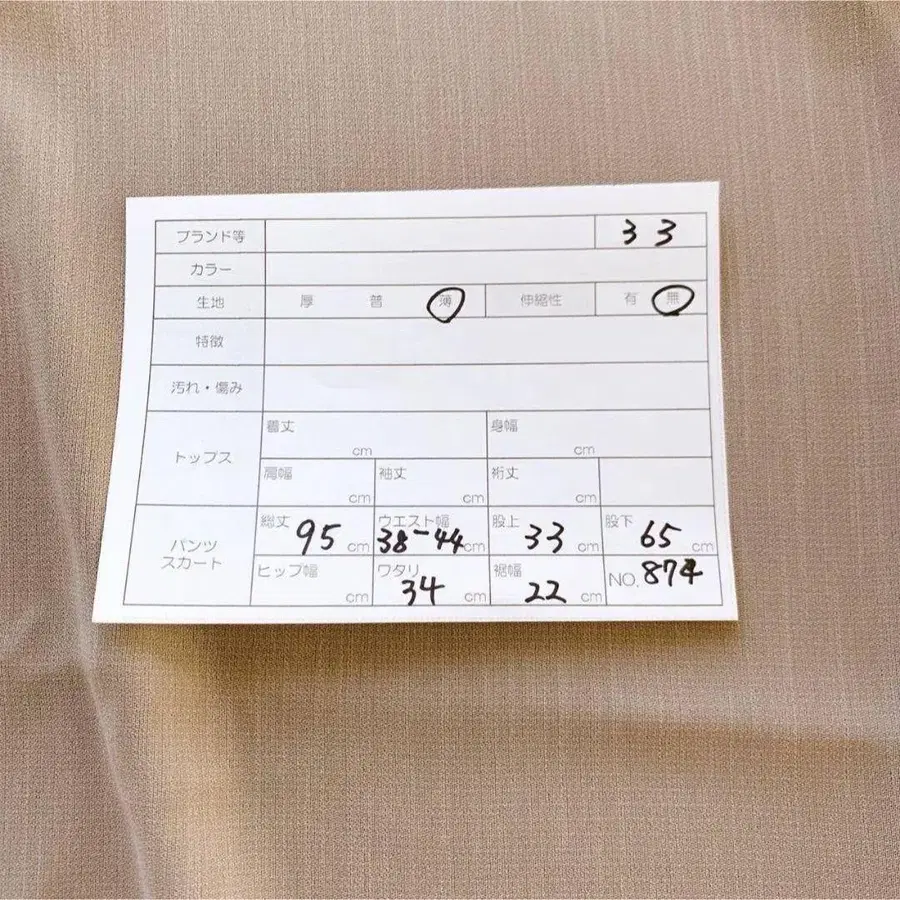 ブランド等 33
カラー
生地 厚 普 薄 伸縮性 有 無
特徴
汚れ・傷み
トップス
着丈 cm 身幅 cm
肩幅 cm 袖丈 cm 裄丈 cm
パンツ
スカート
総丈 95 cm ウエスト幅 38-44 cm 股上 33 cm 股下 65 cm
ヒップ幅 cm ワタリ 34 cm 裾幅 22 cm NO. 874